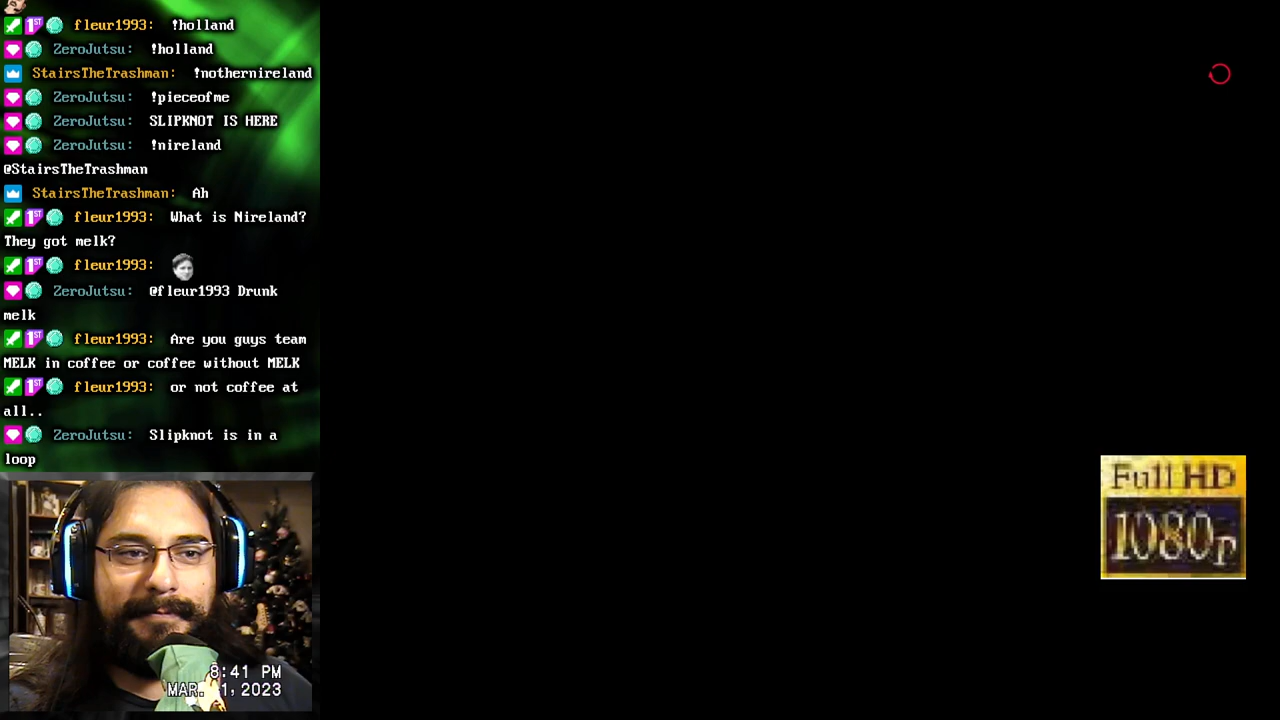 fleur1993: !holland
ZeroJutsu: !holland
StairsTheTrashman: !nothernireland
ZeroJutsu: !pieceofme
ZeroJutsu: SLIPKNOT IS HERE
ZeroJutsu: !nireland
@StairsTheTrashman
StairsTheTrashman: Ah
fleur1993: What is Nireland?
They got melk?
fleur1993:
ZeroJutsu: @fleur1993 Drunk
melk
fleur1993: Are you guys team
MELK in coffee or coffee without MELK
fleur1993: or not coffee at
all..
ZeroJutsu: Slipknot is in a
loop
Full HD
1080p
8:41 PM
MAR. 1,2023